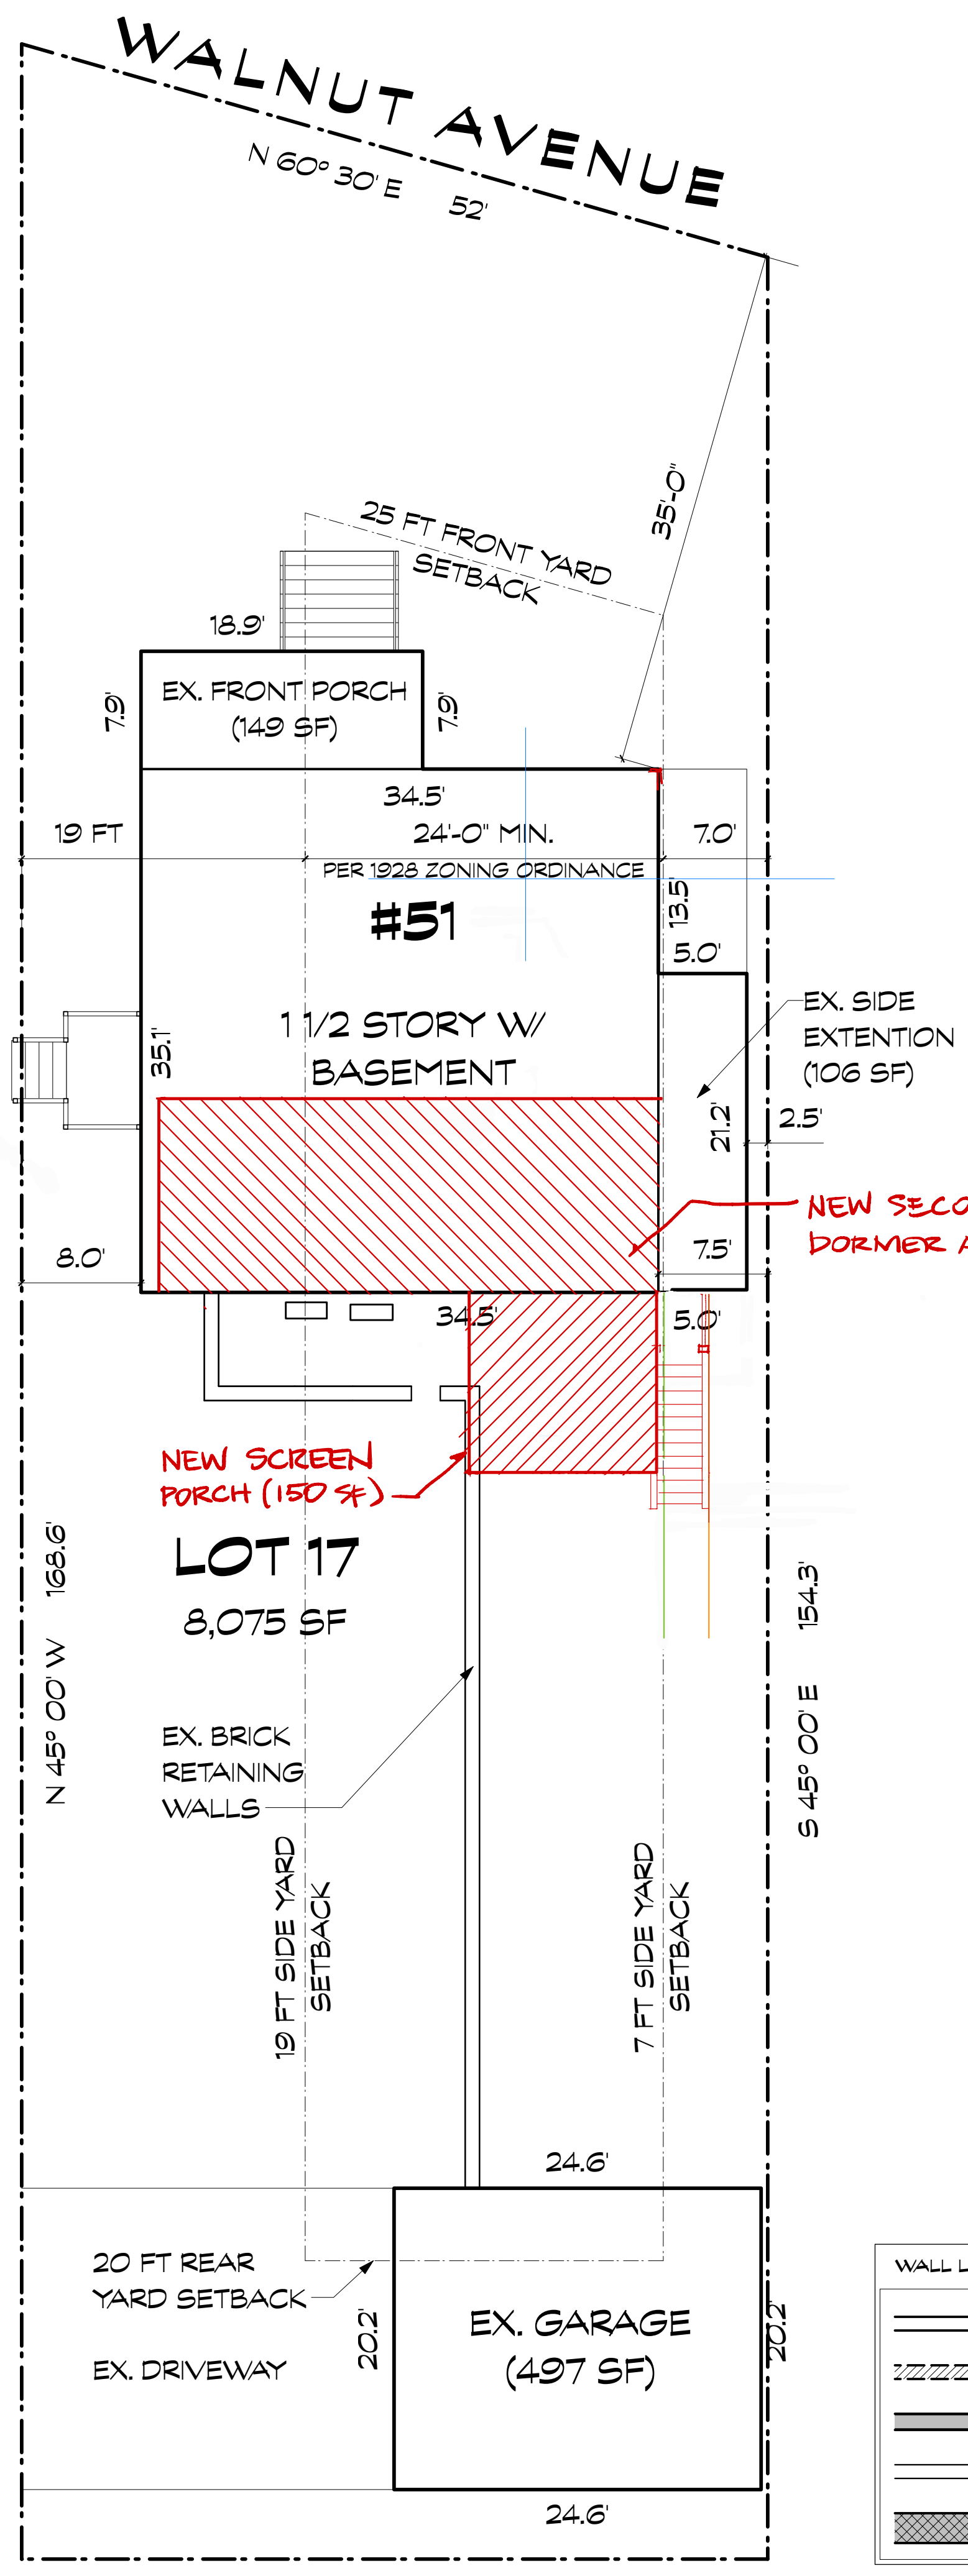 WALNUT AVENUE
N 60° 30' E 52'
35'-0"
25 FT FRONT YARD
SETBACK
18.9'
7.9'
EX. FRONT PORCH
(149 SF)
7.9'
34.5'
19 FT
24'-0" MIN.
7.0'
PER 1928 ZONING ORDINANCE
13.5'
#51
5.0'
EX. SIDE
EXTENTION
(106 SF)
1 1/2 STORY W/
BASEMENT
35.1'
21.2'
2.5'
NEW
DORMER
8.0'
7.5'
34.5'
5.0'
NEW SCREEN
PORCH (150 SF)
LOT 17
8,075 SF
N 45° 00' W 168.6'
S 45° 00' E 154.3'
EX. BRICK
RETAINING
WALLS
19 FT SIDE YARD
SETBACK
7 FT SIDE YARD
SETBACK
24.6'
20 FT REAR
YARD SETBACK
EX. DRIVEWAY
20.2'
EX. GARAGE
(497 SF)
20.2'
24.6'
WALL